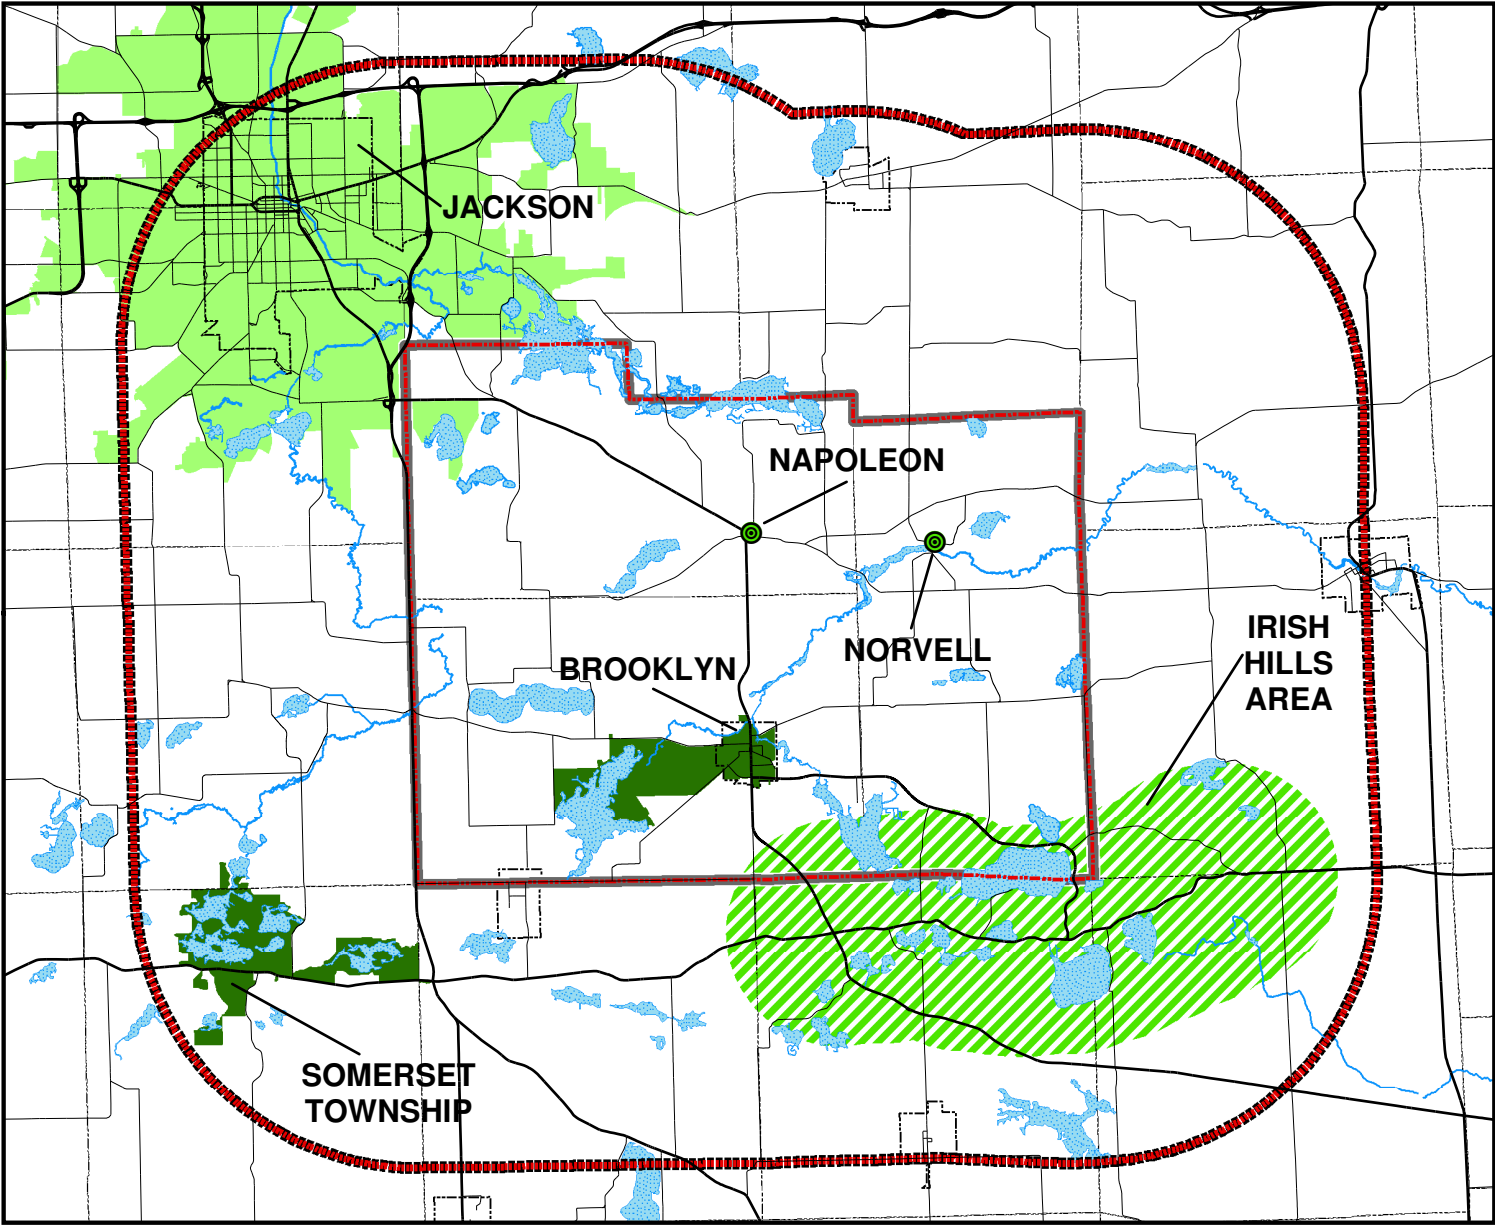 JACKSON
NAPOLEON
NORVELL
BROOKLYN
IRISH
HILLS
AREA
SOMERSET
TOWNSHIP